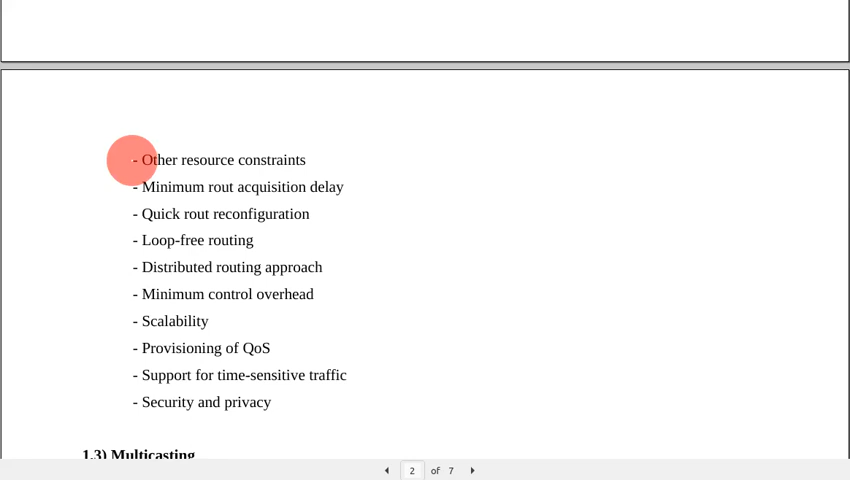 - Other resource constraints
- Minimum rout acquisition delay
- Quick rout reconfiguration
- Loop-free routing
- Distributed routing approach
- Minimum control overhead
- Scalability
- Provisioning of QoS
- Support for time-sensitive traffic
- Security and privacy
1.3) Multicasting
2 of 7